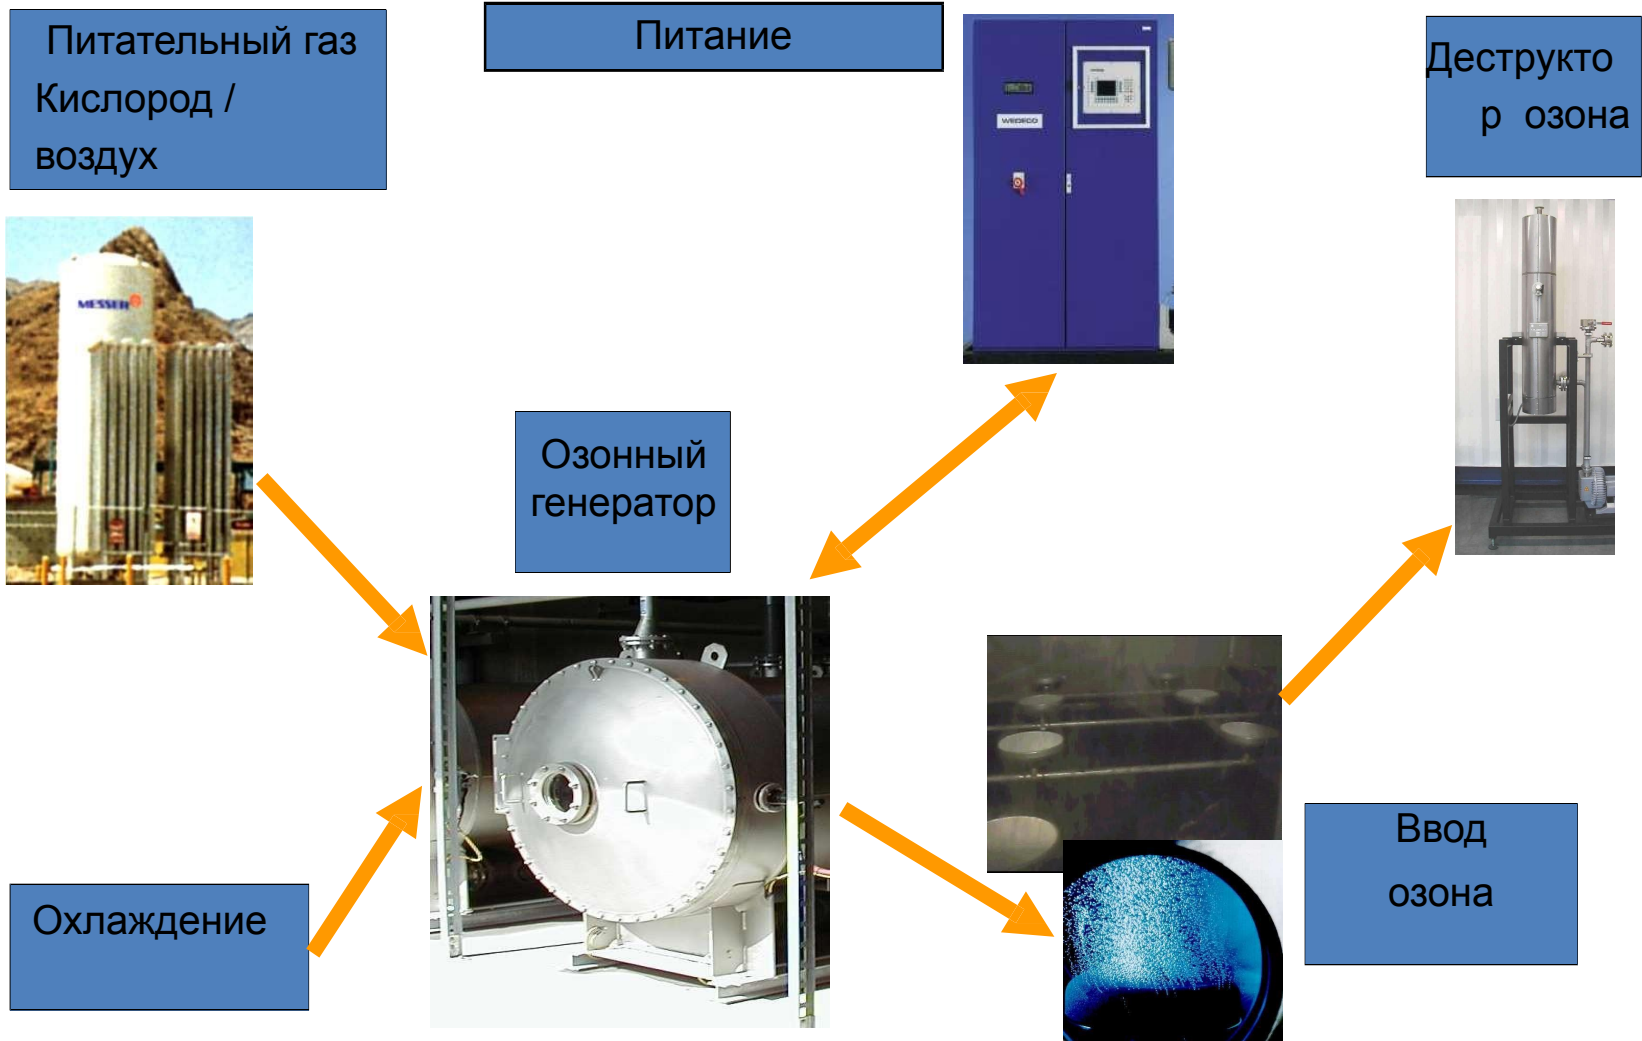 Питательный газ
Кислород /
воздух
Питание
Деструкто
р озона
WEDECO
MESSER
Озонный
генератор
Охлаждение
Ввод
озона